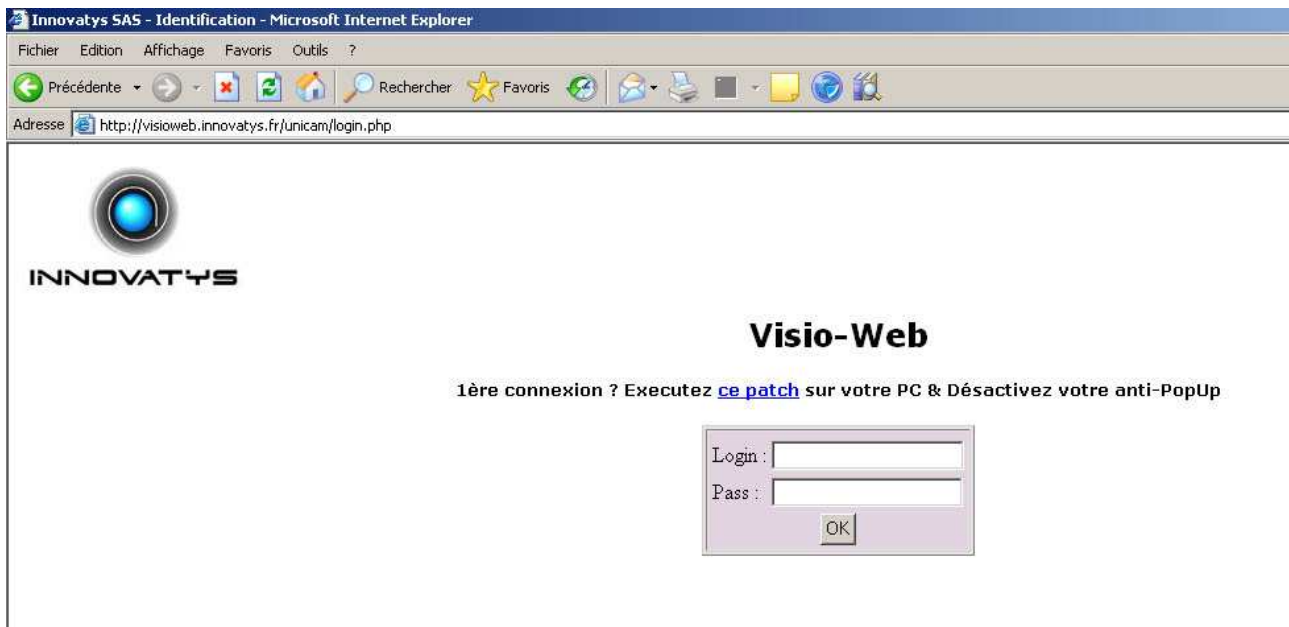 Innovatys SAS - Identification - Microsoft Internet Explorer
Fichier Edition Affichage Favoris Outils ?
Précédente Rechercher Favoris
Adresse http://visioweb.innovatys.fr/unicam/login.php
INNOVATYS
Visio-Web
1ère connexion ? Executez ce patch sur votre PC & Désactivez votre anti-PopUp
Login :
Pass :
OK